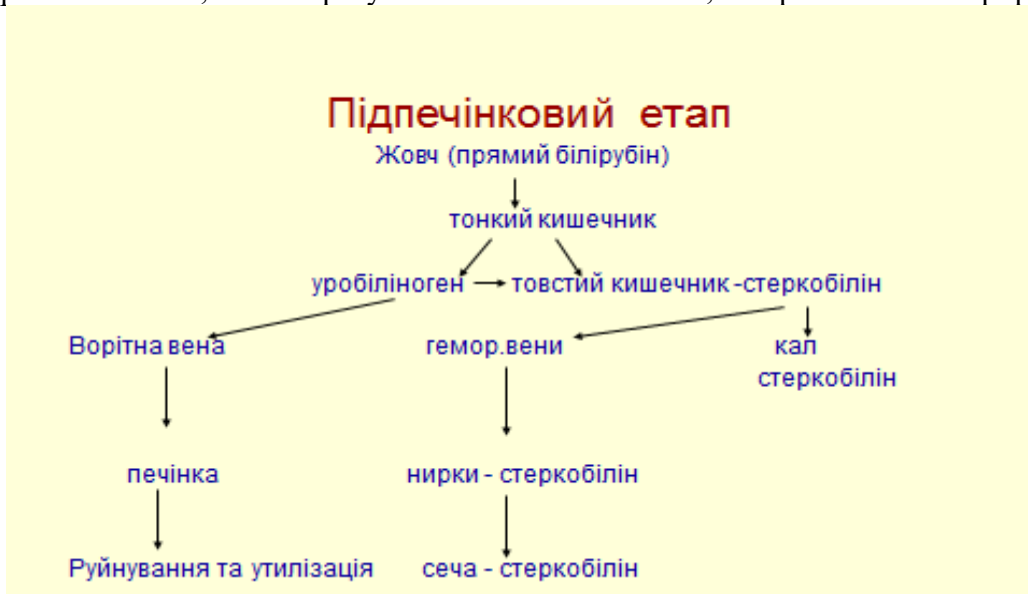 Підпечінковий етап
Жовч (прямий білірубін)
тонкий кишечник
уробіліноген товстий кишечник -стеркобілін
Ворітна вена гемор.вени кал
стеркобілін
печінка нирки - стеркобілін
Руйнування та утилізація сеча - стеркобілін